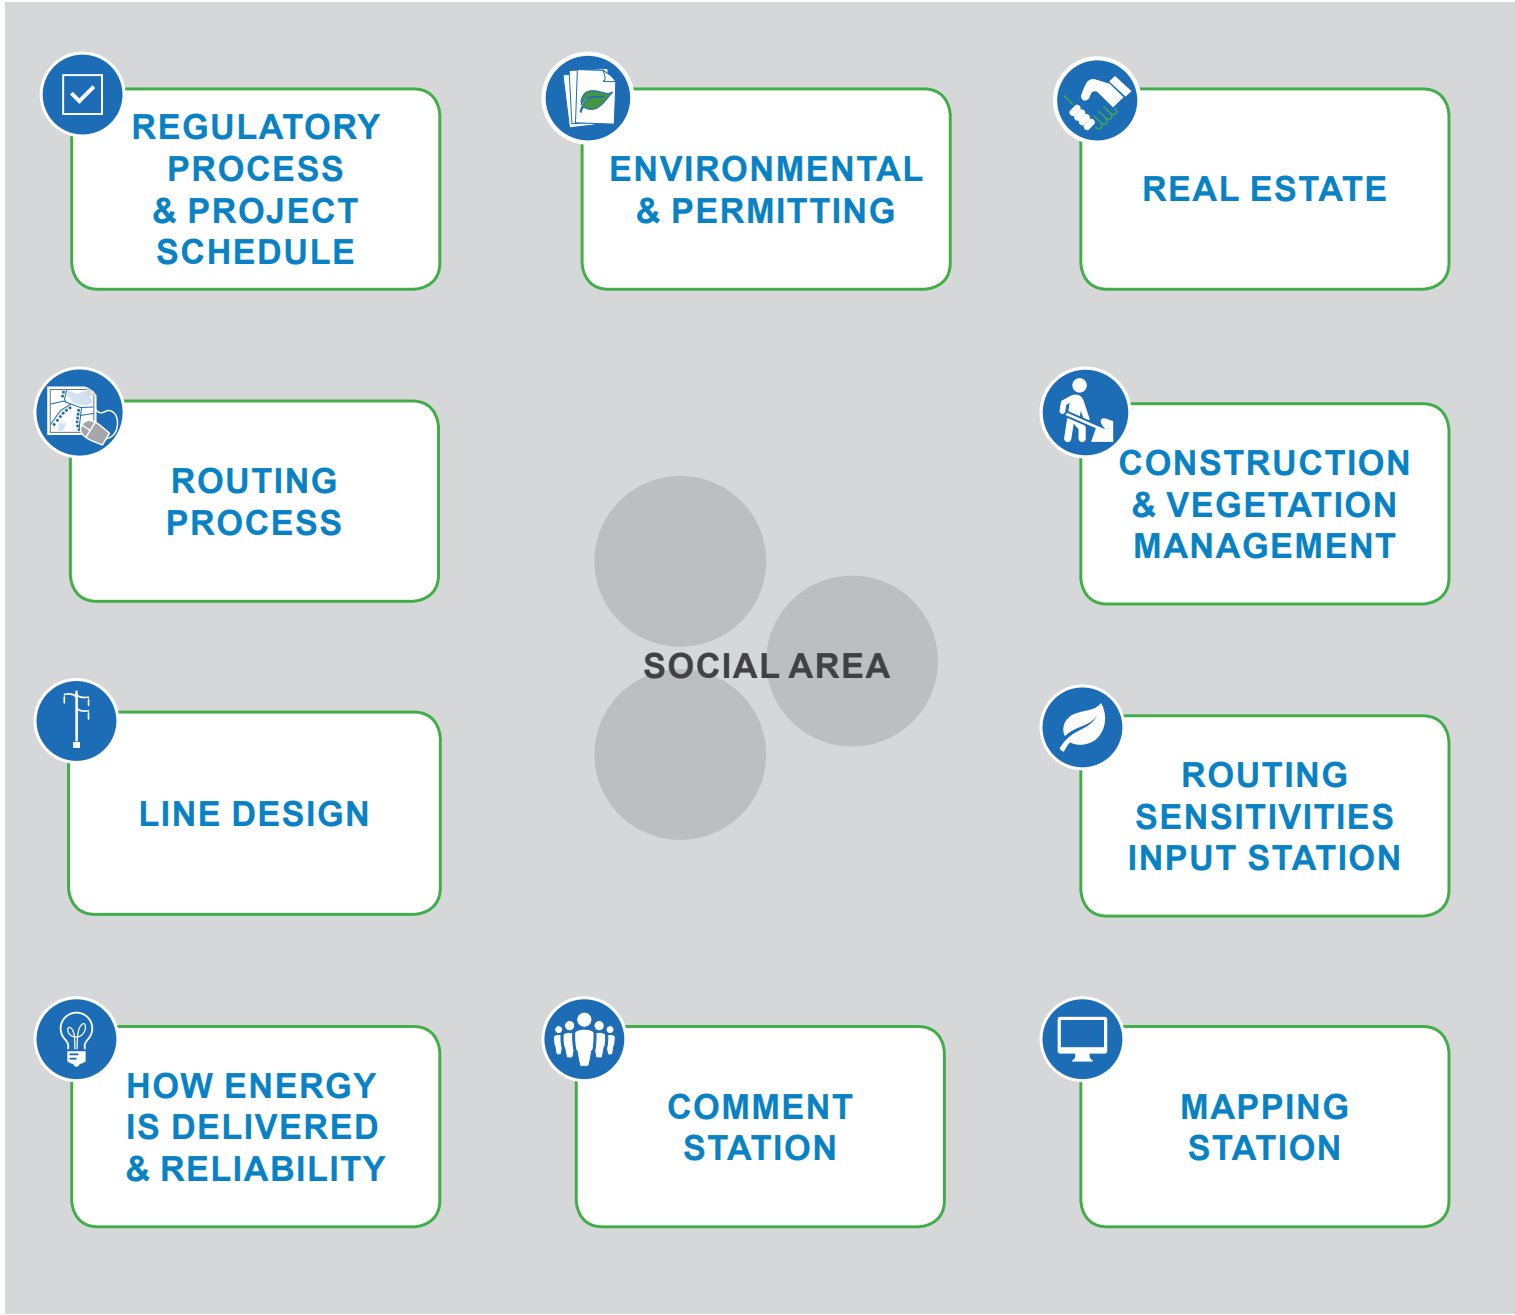 REGULATORY
PROCESS
& PROJECT
SCHEDULE
ENVIRONMENTAL
& PERMITTING
REAL ESTATE
ROUTING
PROCESS
CONSTRUCTION
& VEGETATION
MANAGEMENT
SOCIAL AREA
LINE DESIGN
ROUTING
SENSITIVITIES
INPUT STATION
HOW ENERGY
IS DELIVERED
& RELIABILITY
COMMENT
STATION
MAPPING
STATION